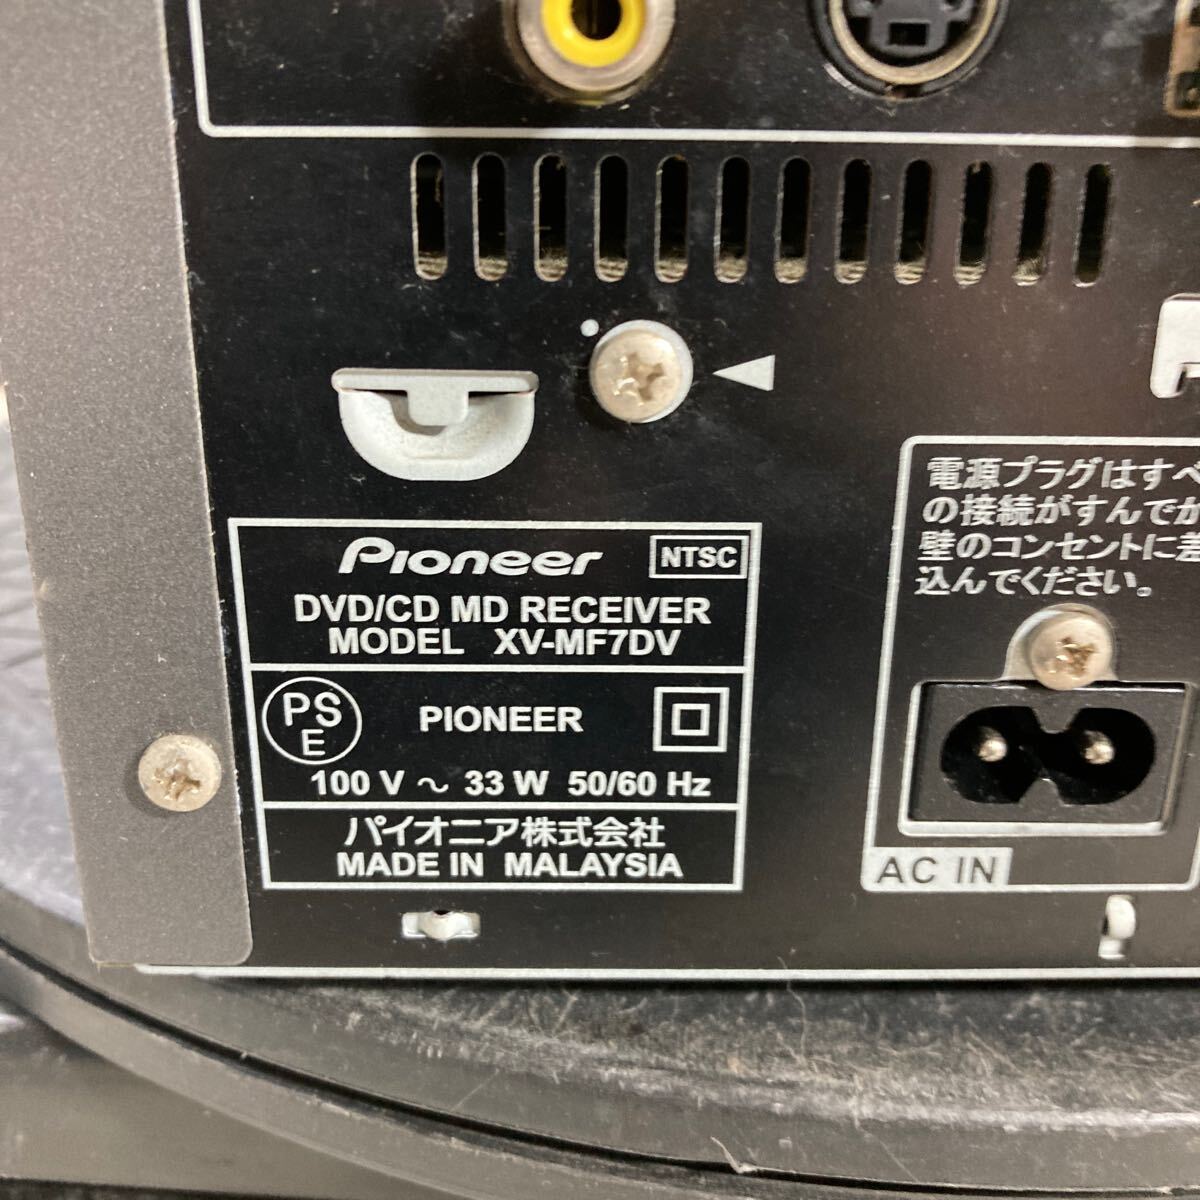 Pioneer NTSC
DVD/CD MD RECEIVER
MODEL XV-MF7DV
PSE PIONEER
100 V ～ 33 W 50/60 Hz
パイオニア株式会社
MADE IN MALAYSIA
電源プラグはすべ
の接続がすんでか
壁のコンセントに差
込んでください。
AC IN